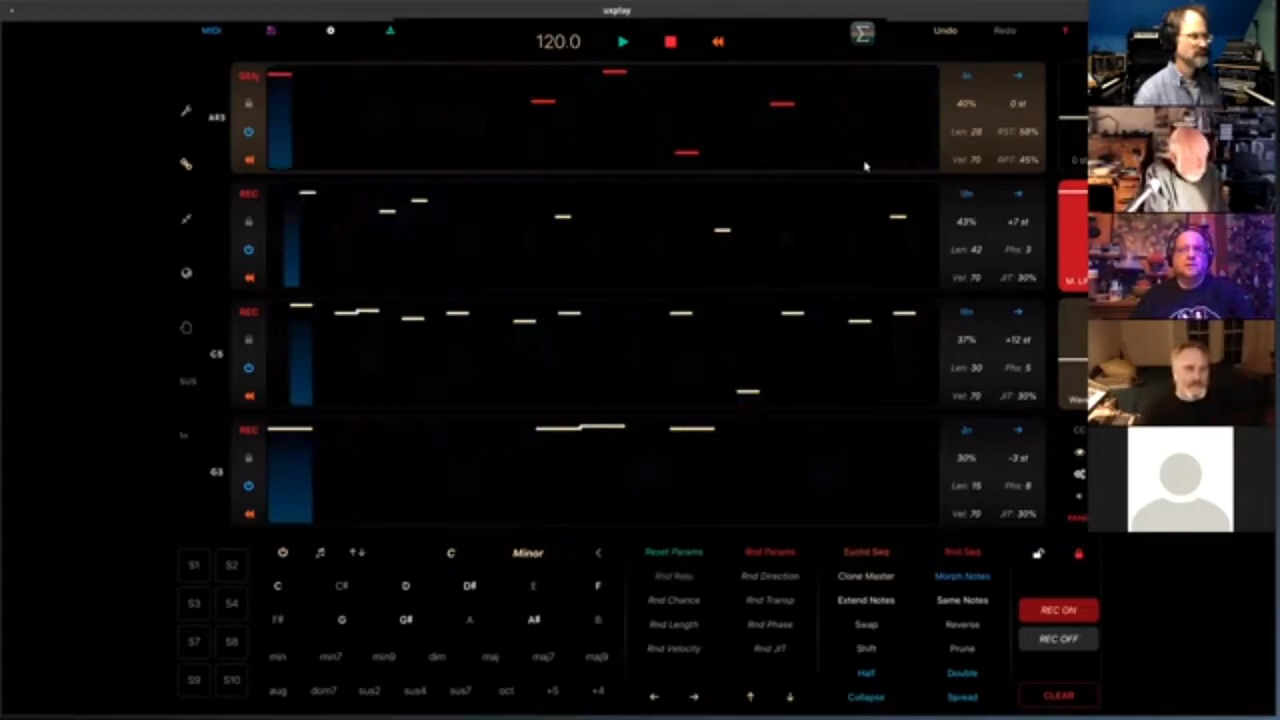 uxplay
MIDI 120.0 Undo Redo
GEN 40% 0 st
Len: 28 RST: 58%
Vel: 70 RPT: 45%
REC 43% +7 st
Len: 42 Phs: 3
Vel: 70 JIT: 30%
REC 37% +12 st
Len: 30 Phs: 5
Vel: 70 JIT: 30%
SUS
REC 30% -3 st
G3 Len: 15 Phs: 8
Vel: 70 JIT: 30%
S1 S2 C Minor Reset Params Rnd Params Euclid Seq Rnd Seq
C C# D D# E F Rnd Rate Rnd Direction Clone Master Morph Notes
S3 S4 Rnd Chance Rnd Transp Extend Notes Same Notes REC ON
F# G G# A A# B Rnd Length Rnd Phase Swap Reverse
S7 S8 min min7 min9 dim maj maj7 maj9 Rnd Velocity Rnd JIT Shift Prune REC OFF
Half Double
S9 S10 aug dom7 sus2 sus4 sus7 oct +5 +4 Collapse Spread CLEAR